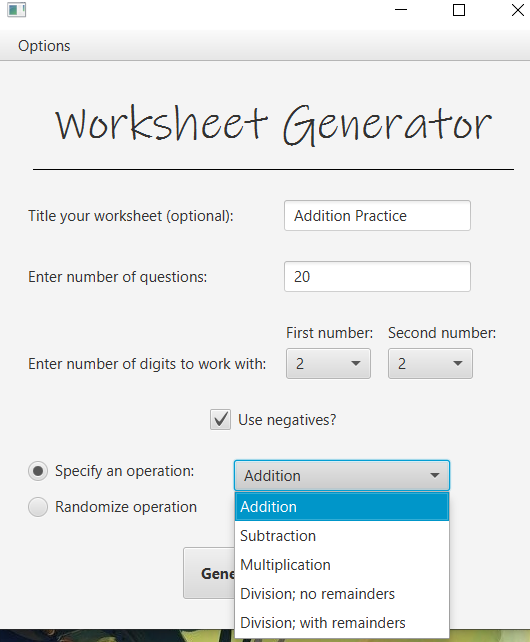 Options
Worksheet Generator
Title your worksheet (optional): Addition Practice
Enter number of questions: 20
First number: Second number:
Enter number of digits to work with: 2 2
Use negatives?
Specify an operation: Addition
Randomize operation Addition
Subtraction
Multiplication
Division; no remainders
Division; with remainders